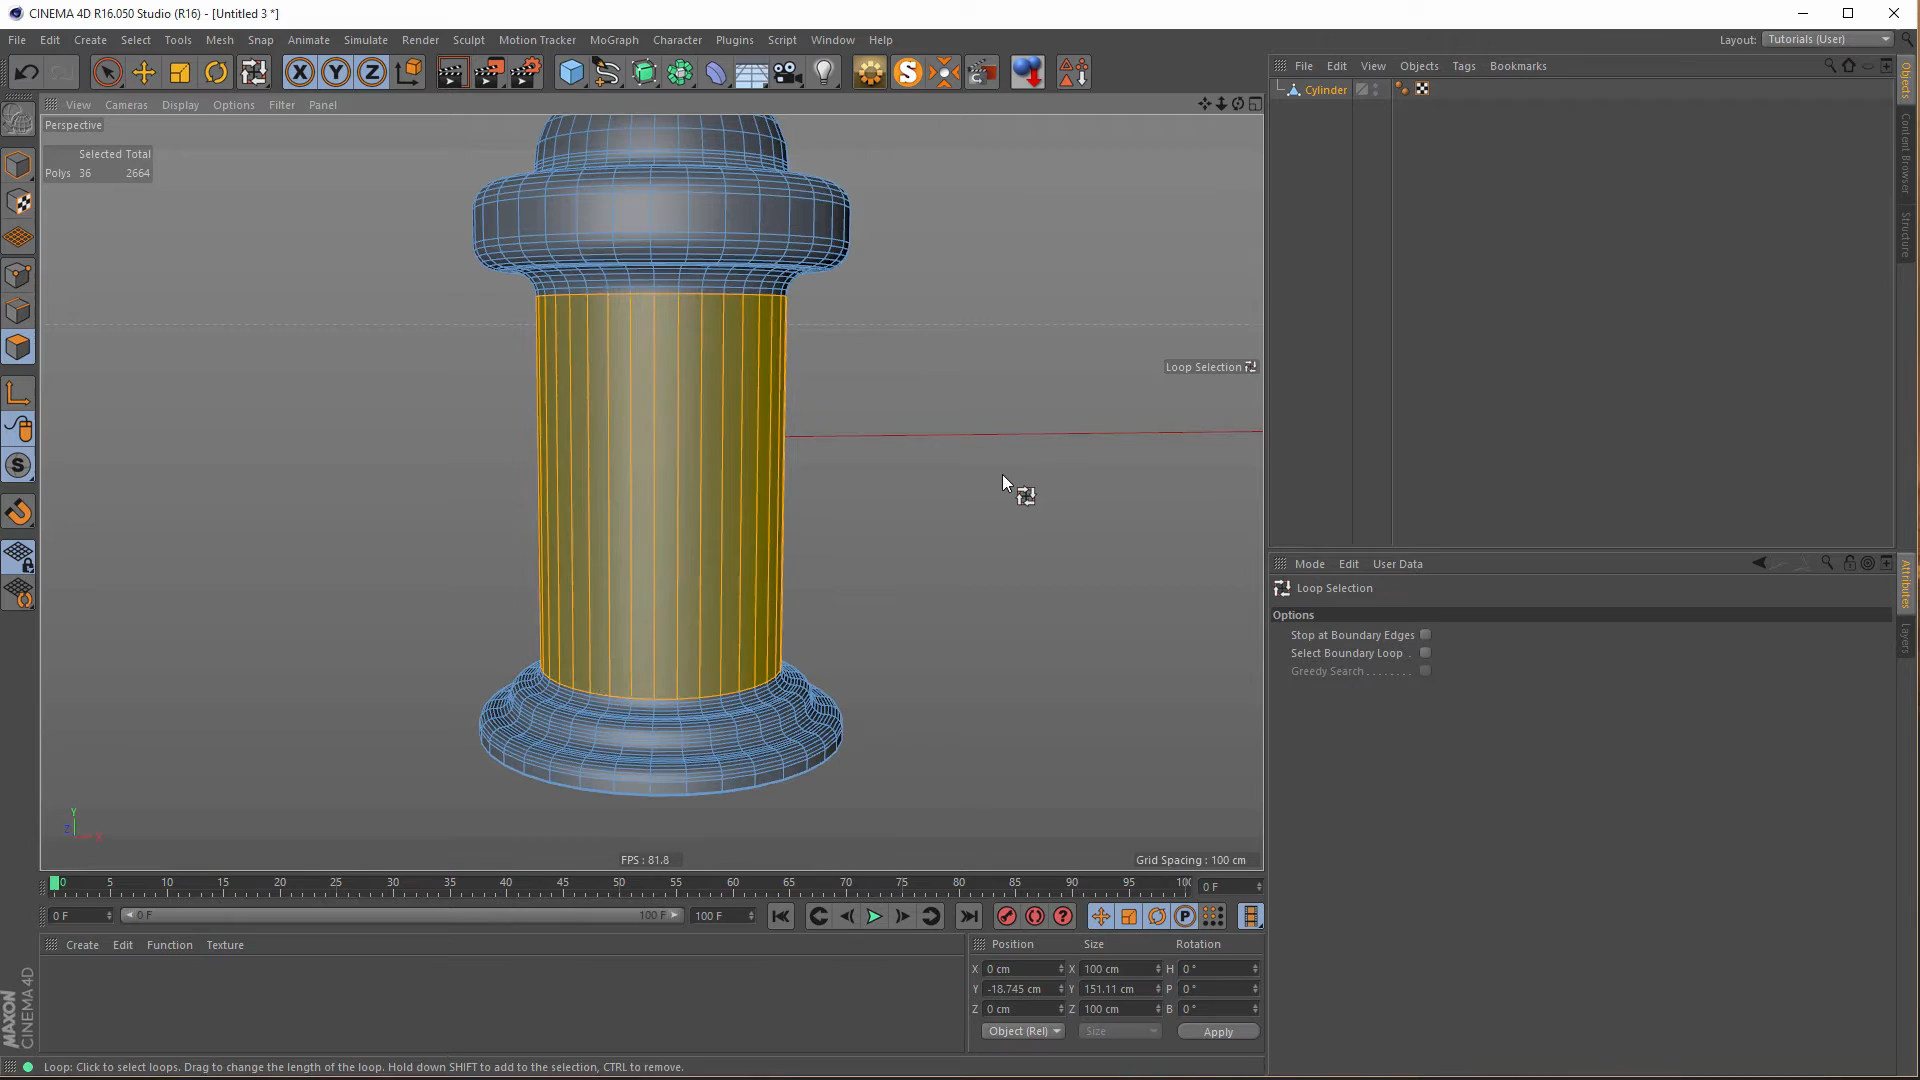 CINEMA 4D R16.050 Studio (R16) - [Untitled 3 *]
File Edit Create Select Tools Mesh Snap Animate Simulate Render Sculpt Motion Tracker MoGraph Character Plugins Script Window Help
Layout: Tutorials (User)
X Y Z S
View Cameras Display Options Filter Panel
File Edit View Objects Tags Bookmarks
Perspective
Cylinder
Selected Total
Polys 36 2664
Loop Selection
Objects
Content Browser
Structure
Mode Edit User Data
Loop Selection
Options
Stop at Boundary Edges
Select Boundary Loop .
Greedy Search . . . . . . . .
Attributes
Layers
Y
Z X
FPS : 81.8
Grid Spacing : 100 cm
0 5 10 15 20 25 30 35 40 45 50 55 60 65 70 75 80 85 90 95 100
0 F
0 F 0 F 100 F 100 F
P
Create Edit Function Texture
Position Size Rotation
X 0 cm X 100 cm H 0 °
Y -18.745 cm Y 151.11 cm P 0 °
Z 0 cm Z 100 cm B 0 °
Object (Rel) Size Apply
MAXON
CINEMA 4D
Loop: Click to select loops. Drag to change the length of the loop. Hold down SHIFT to add to the selection, CTRL to remove.